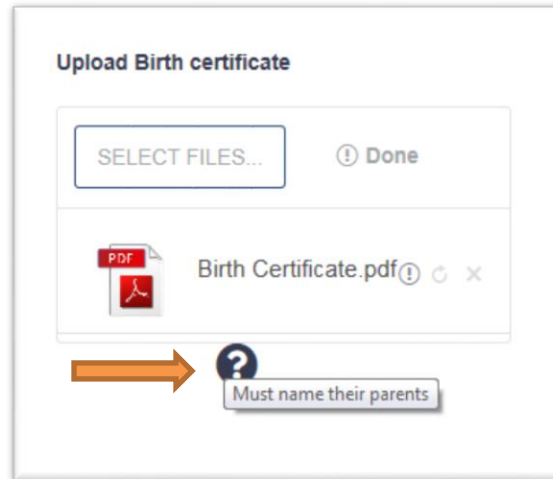 Upload Birth certificate
SELECT FILES...
Done
PDF
Birth Certificate.pdf
?
Must name their parents